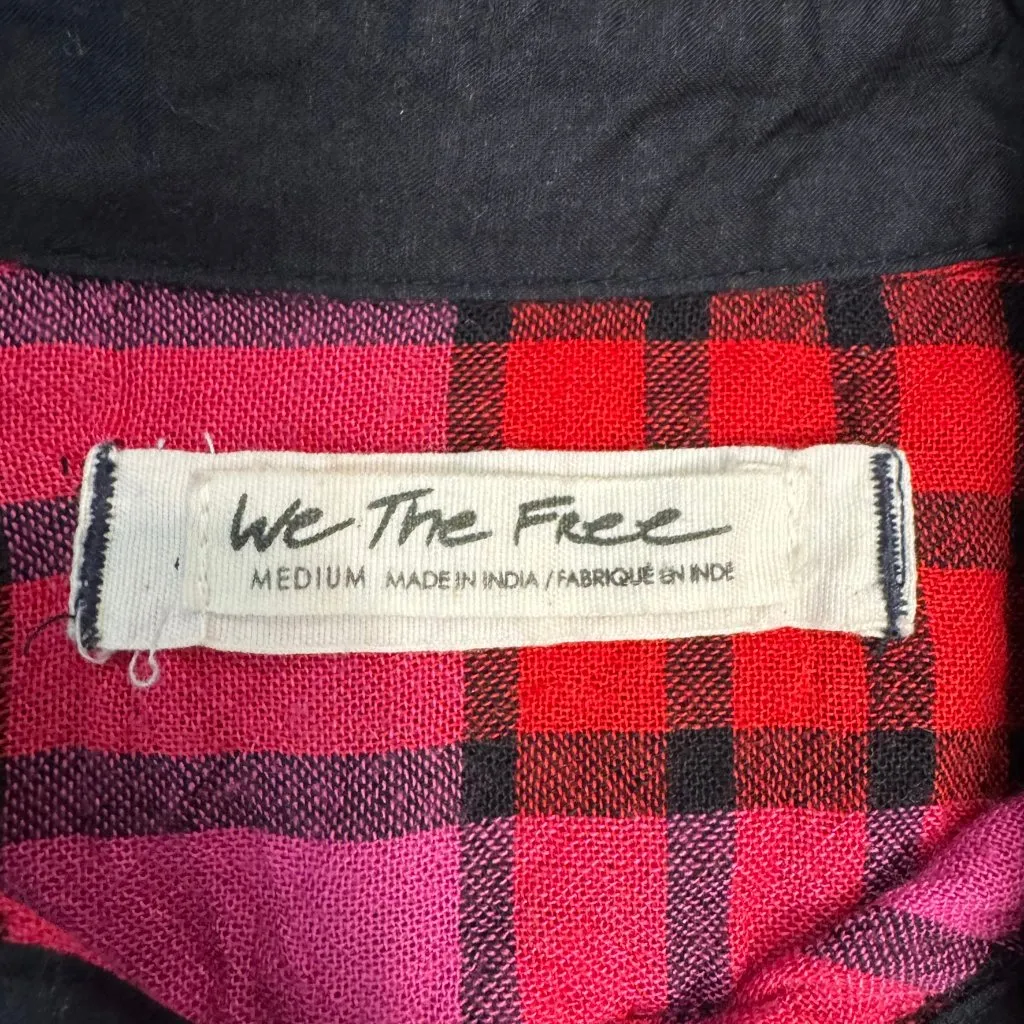 We The Free
MEDIUM MADE IN INDIA / FABRIQUÉ EN INDE